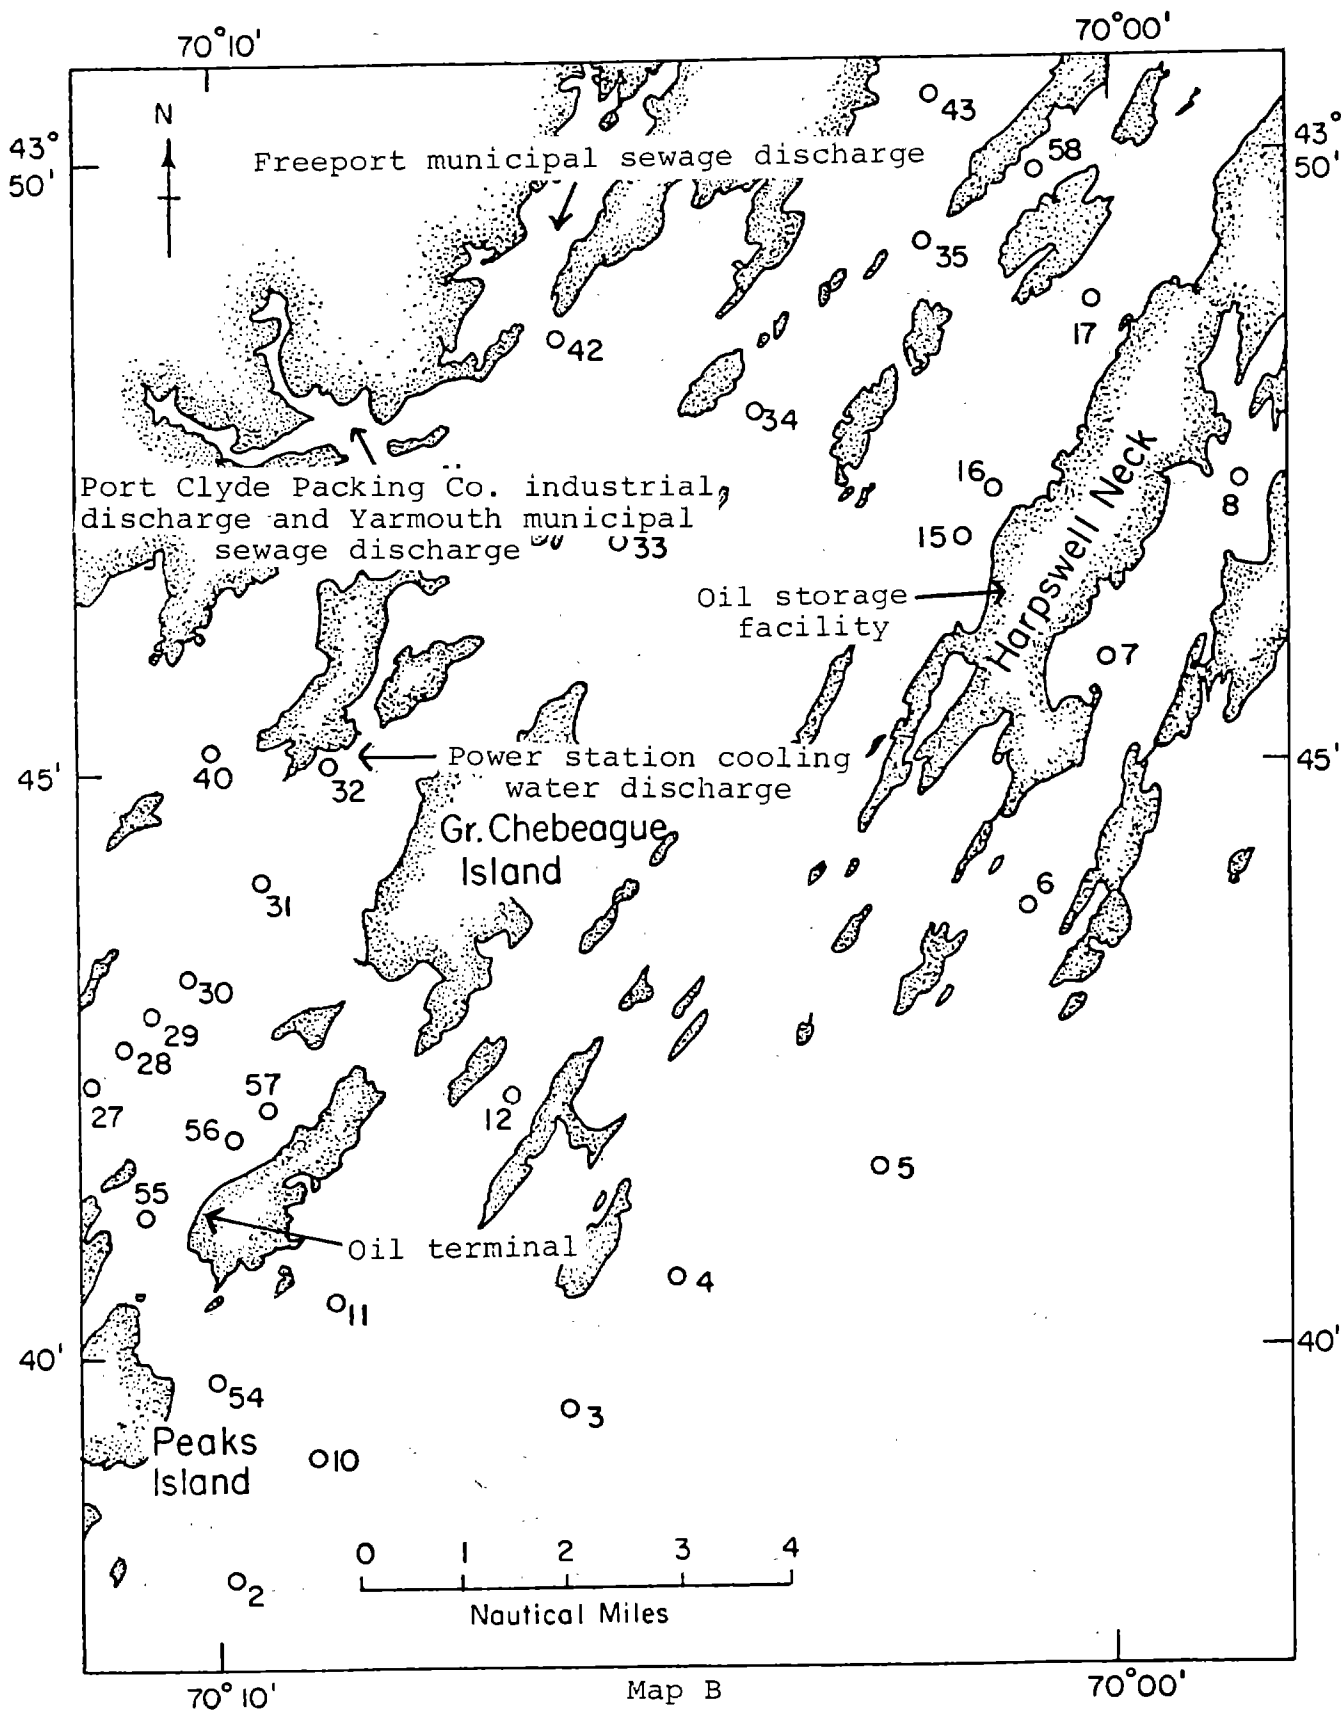 70°10'
70°00'
N
43°
50'
43°
50'
43
Freeport municipal sewage discharge
58
35
17
42
34
16
8
Port Clyde Packing Co. industrial
discharge and Yarmouth municipal
sewage discharge
33
15
Harpswell Neck
Oil storage
facility
7
40
32
Power station cooling
water discharge
45'
45'
Gr. Chebeague
Island
31
6
30
29
28
27
57
56
12
55
5
Oil terminal
4
11
40'
40'
54
3
Peaks
Island
10
0 1 2 3 4
2
Nautical Miles
70°10'
Map B
70°00'